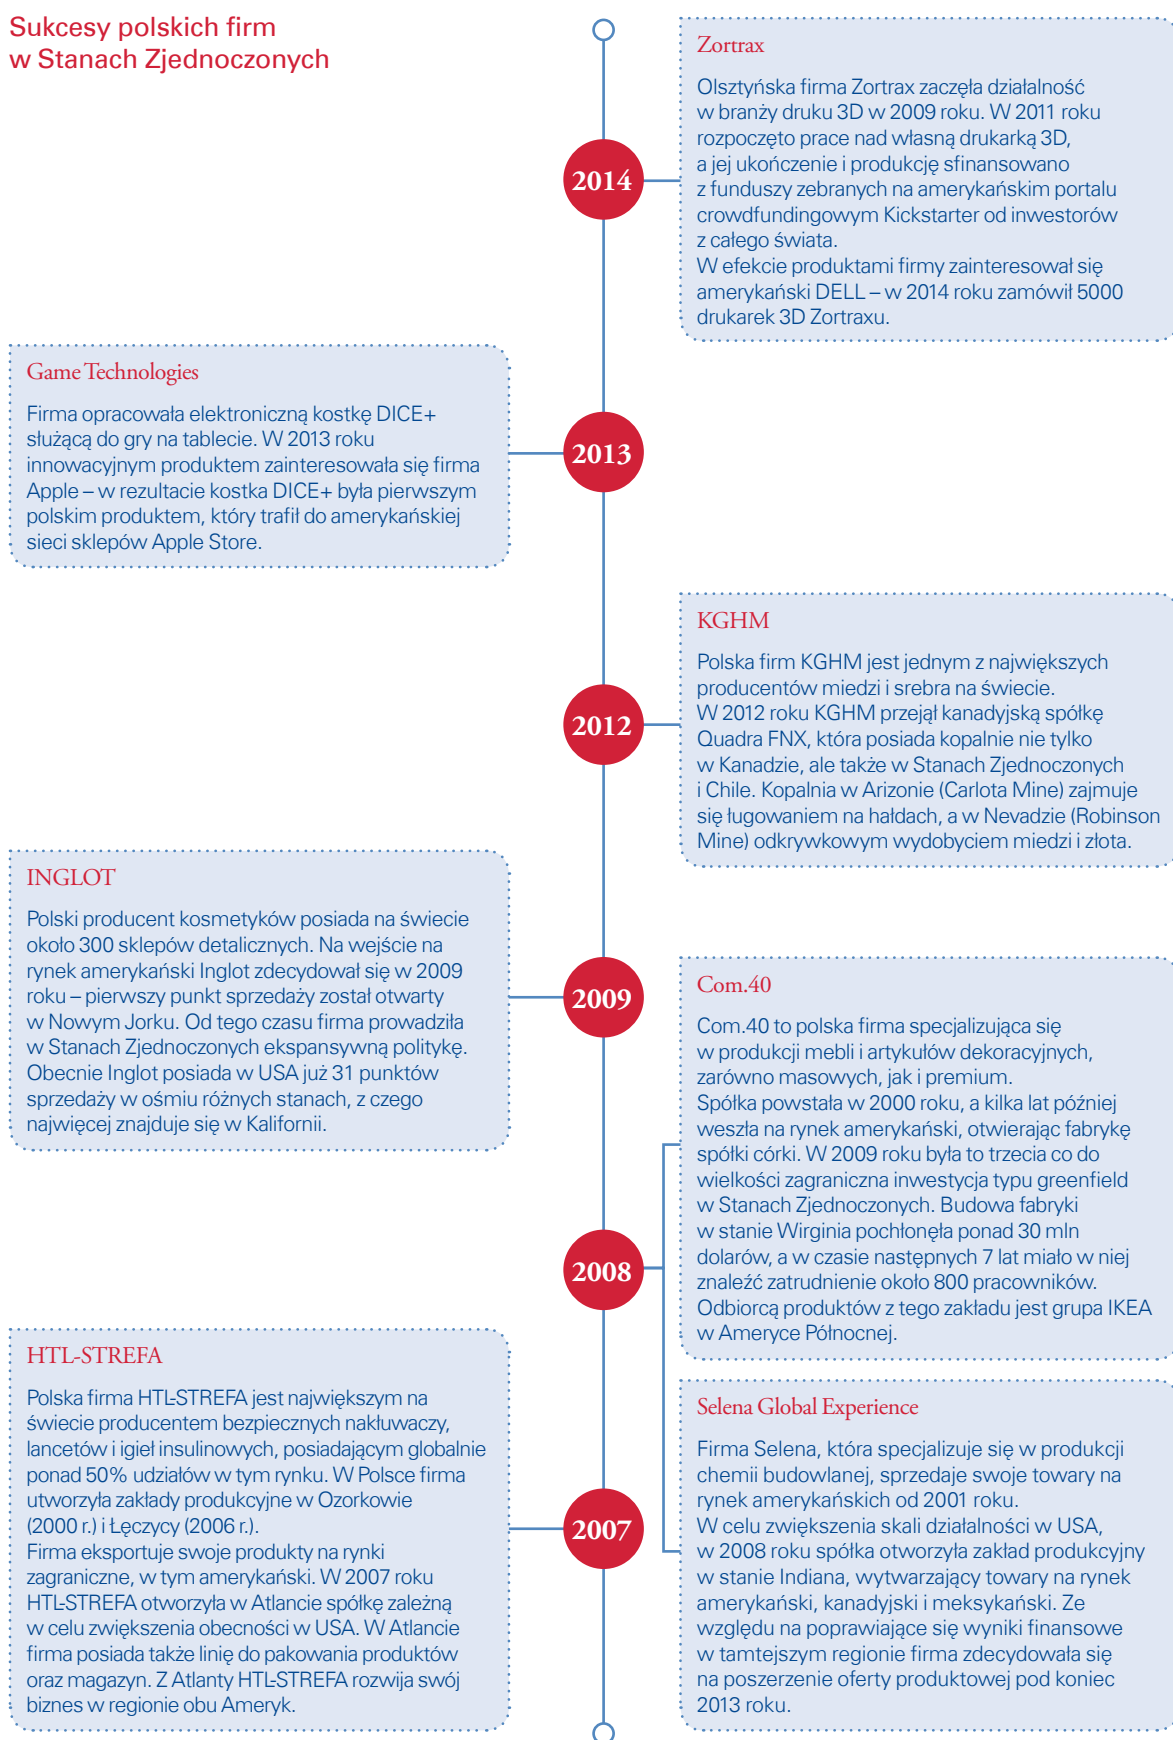 Sukcesy polskich firm
w Stanach Zjednoczonych
2014
Zortrax
Olsztyńska firma Zortrax zaczęła działalność
w branży druku 3D w 2009 roku. W 2011 roku
rozpoczęto prace nad własną drukarką 3D,
a jej ukończenie i produkcję sfinansowano
z funduszy zebranych na amerykańskim portalu
crowdfundingowym Kickstarter od inwestorów
z całego świata.
W efekcie produktami firmy zainteresował się
amerykański DELL – w 2014 roku zamówił 5000
drukarek 3D Zortraxu.
Game Technologies
Firma opracowała elektroniczną kostkę DICE+
służącą do gry na tablecie. W 2013 roku
innowacyjnym produktem zainteresowała się firma
Apple – w rezultacie kostka DICE+ była pierwszym
polskim produktem, który trafił do amerykańskiej
sieci sklepów Apple Store.
2013
KGHM
Polska firm KGHM jest jednym z największych
producentów miedzi i srebra na świecie.
W 2012 roku KGHM przejął kanadyjską spółkę
Quadra FNX, która posiada kopalnie nie tylko
w Kanadzie, ale także w Stanach Zjednoczonych
i Chile. Kopalnia w Arizonie (Carlota Mine) zajmuje
się ługowaniem na hałdach, a w Nevadzie (Robinson
Mine) odkrywkowym wydobyciem miedzi i złota.
2012
INGLOT
Polski producent kosmetyków posiada na świecie
około 300 sklepów detalicznych. Na wejście na
rynek amerykański Inglot zdecydował się w 2009
roku – pierwszy punkt sprzedaży został otwarty
w Nowym Jorku. Od tego czasu firma prowadziła
w Stanach Zjednoczonych ekspansywną politykę.
Obecnie Inglot posiada w USA już 31 punktów
sprzedaży w ośmiu różnych stanach, z czego
najwięcej znajduje się w Kalifornii.
2009
Com.40
Com.40 to polska firma specjalizująca się
w produkcji mebli i artykułów dekoracyjnych,
zarówno masowych, jak i premium.
Spółka powstała w 2000 roku, a kilka lat później
weszła na rynek amerykański, otwierając fabrykę
spółki córki. W 2009 roku była to trzecia co do
wielkości zagraniczna inwestycja typu greenfield
w Stanach Zjednoczonych. Budowa fabryki
w stanie Wirginia pochłonęła ponad 30 mln
dolarów, a w czasie następnych 7 lat miało w niej
znaleźć zatrudnienie około 800 pracowników.
Odbiorcą produktów z tego zakładu jest grupa IKEA
w Ameryce Północnej.
2008
HTL-STREFA
Polska firma HTL-STREFA jest największym na
świecie producentem bezpiecznych nakłuwaczy,
lancetów i igieł insulinowych, posiadającym globalnie
ponad 50% udziałów w tym rynku. W Polsce firma
utworzyła zakłady produkcyjne w Ozorkowie
(2000 r.) i Łęczycy (2006 r.).
Firma eksportuje swoje produkty na rynki
zagraniczne, w tym amerykański. W 2007 roku
HTL-STREFA otworzyła w Atlancie spółkę zależną
w celu zwiększenia obecności w USA. W Atlancie
firma posiada także linię do pakowania produktów
oraz magazyn. Z Atlanty HTL-STREFA rozwija swój
biznes w regionie obu Ameryk.
2007
Selena Global Experience
Firma Selena, która specjalizuje się w produkcji
chemii budowlanej, sprzedaje swoje towary na
rynek amerykańskich od 2001 roku.
W celu zwiększenia skali działalności w USA,
w 2008 roku spółka otworzyła zakład produkcyjny
w stanie Indiana, wytwarzający towary na rynek
amerykański, kanadyjski i meksykański. Ze
względu na poprawiające się wyniki finansowe
w tamtejszym regionie firma zdecydowała się
na poszerzenie oferty produktowej pod koniec
2013 roku.